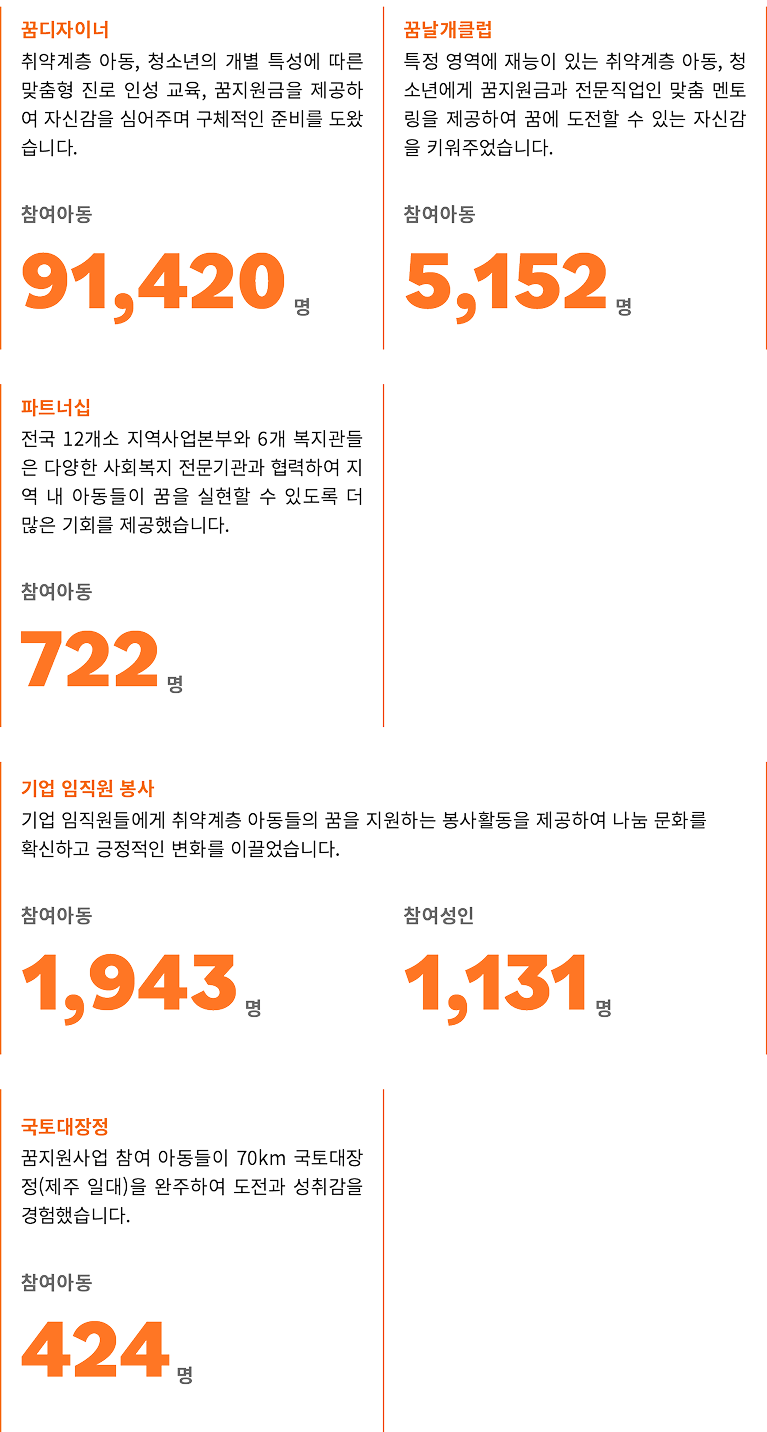 꿈디자이너
취약계층 아동, 청소년의 개별 특성에 따른
맞춤형 진로 인성 교육, 꿈지원금을 제공하
여 자신감을 심어주며 구체적인 준비를 도왔
습니다.
참여아동
91,420 명
꿈날개클럽
특정 영역에 재능이 있는 취약계층 아동, 청
소년에게 꿈지원금과 전문직업인 맞춤 멘토
링을 제공하여 꿈에 도전할 수 있는 자신감
을 키워주었습니다.
참여아동
5,152 명
파트너십
전국 12개소 지역사업본부와 6개 복지관들
은 다양한 사회복지 전문기관과 협력하여 지
역 내 아동들이 꿈을 실현할 수 있도록 더
많은 기회를 제공했습니다.
참여아동
722 명
기업 임직원 봉사
기업 임직원들에게 취약계층 아동들의 꿈을 지원하는 봉사활동을 제공하여 나눔 문화를
확신하고 긍정적인 변화를 이끌었습니다.
참여아동
1,943 명
참여성인
1,131 명
국토대장정
꿈지원사업 참여 아동들이 70km 국토대장
정(제주 일대)을 완주하여 도전과 성취감을
경험했습니다.
참여아동
424 명